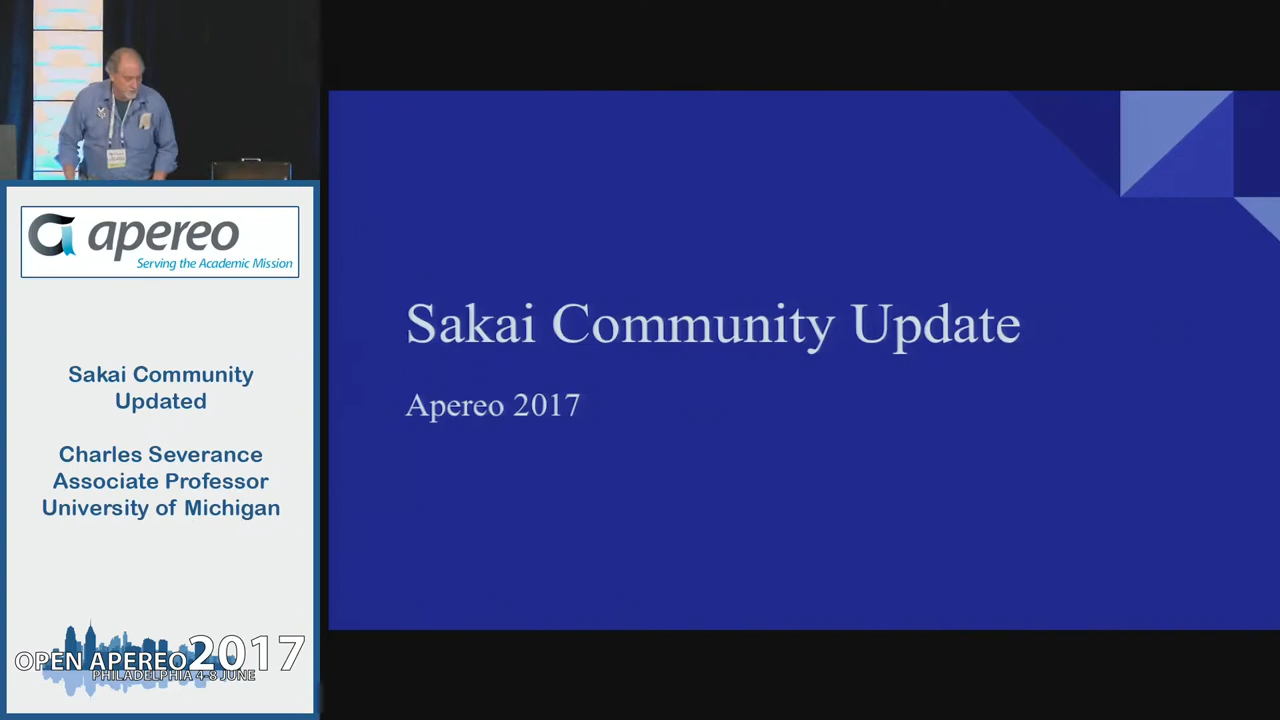 apereo
Serving the Academic Mission
Sakai Community
Updated
Charles Severance
Associate Professor
University of Michigan
OPEN APEREO 2017
PHILADELPHIA 4-8 JUNE
Sakai Community Update
Apereo 2017